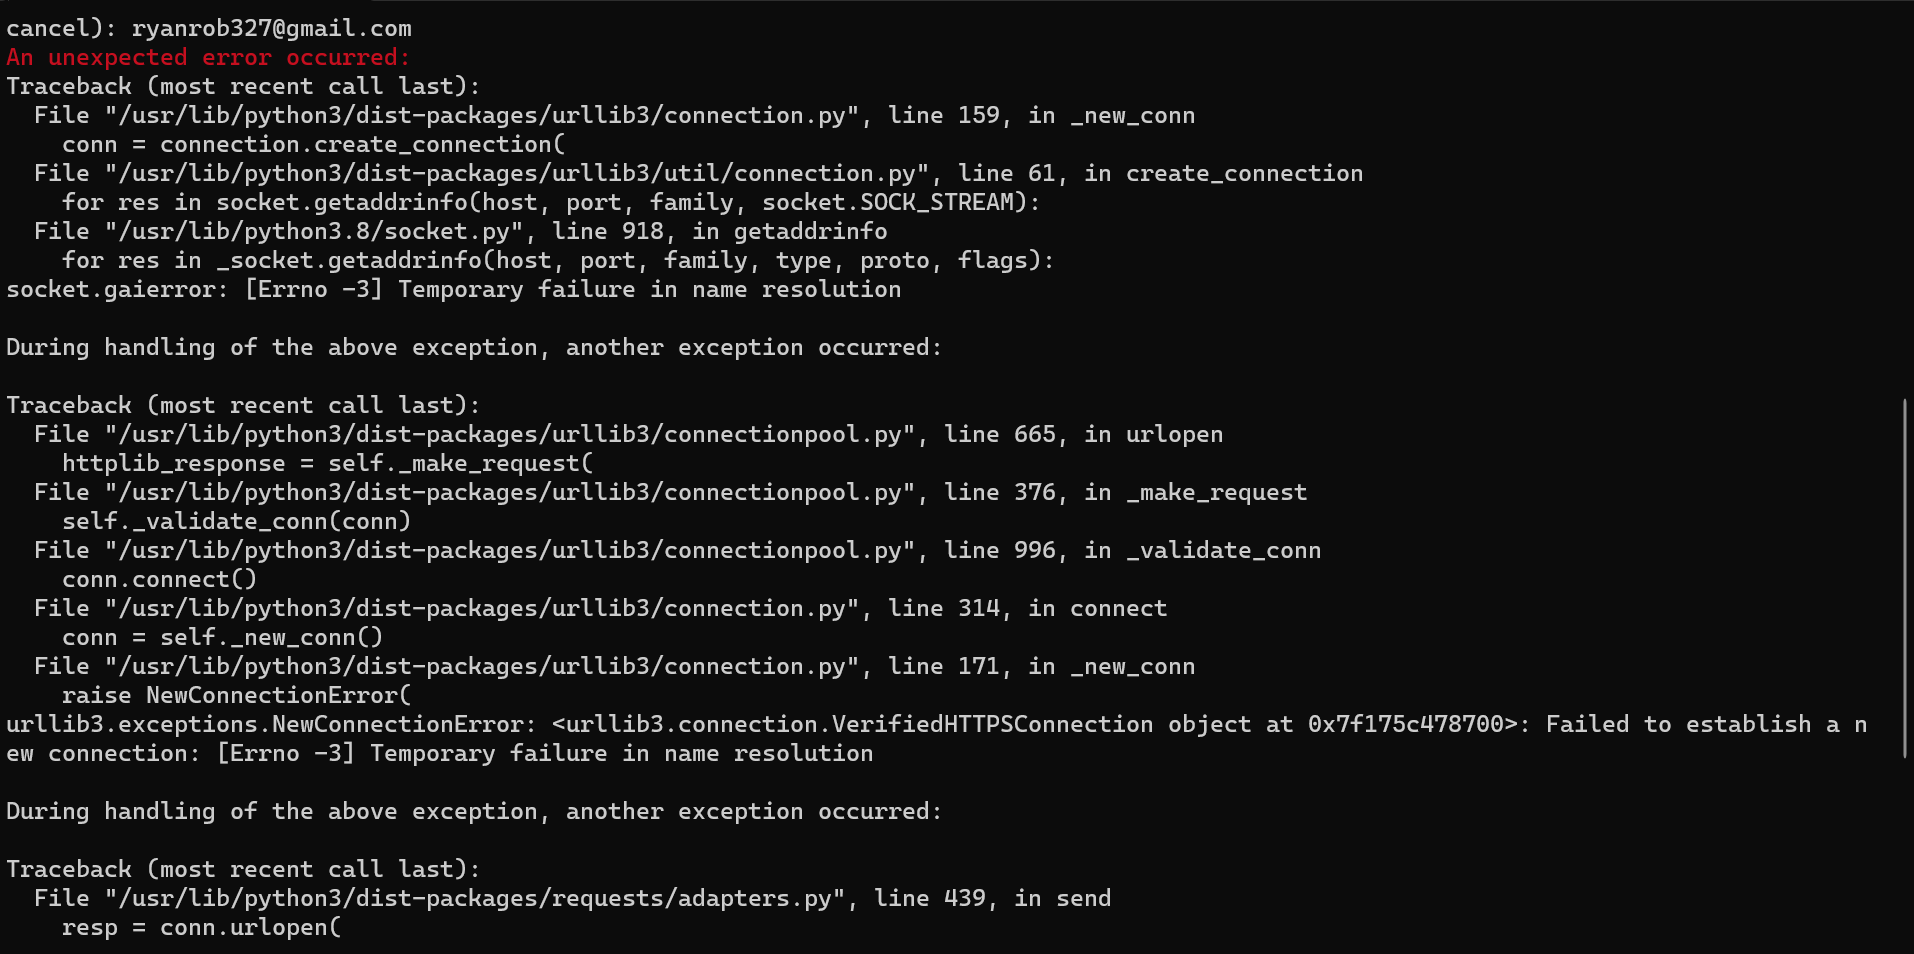 cancel): ryanrob327@gmail.com
An unexpected error occurred:
Traceback (most recent call last):
  File "/usr/lib/python3/dist-packages/urllib3/connection.py", line 159, in _new_conn
    conn = connection.create_connection(
  File "/usr/lib/python3/dist-packages/urllib3/util/connection.py", line 61, in create_connection
    for res in socket.getaddrinfo(host, port, family, socket.SOCK_STREAM):
  File "/usr/lib/python3.8/socket.py", line 918, in getaddrinfo
    for res in _socket.getaddrinfo(host, port, family, type, proto, flags):
socket.gaierror: [Errno -3] Temporary failure in name resolution

During handling of the above exception, another exception occurred:

Traceback (most recent call last):
  File "/usr/lib/python3/dist-packages/urllib3/connectionpool.py", line 665, in urlopen
    httplib_response = self._make_request(
  File "/usr/lib/python3/dist-packages/urllib3/connectionpool.py", line 376, in _make_request
    self._validate_conn(conn)
  File "/usr/lib/python3/dist-packages/urllib3/connectionpool.py", line 996, in _validate_conn
    conn.connect()
  File "/usr/lib/python3/dist-packages/urllib3/connection.py", line 314, in connect
    conn = self._new_conn()
  File "/usr/lib/python3/dist-packages/urllib3/connection.py", line 171, in _new_conn
    raise NewConnectionError(
urllib3.exceptions.NewConnectionError: <urllib3.connection.VerifiedHTTPSConnection object at 0x7f175c478700>: Failed to establish a n
ew connection: [Errno -3] Temporary failure in name resolution

During handling of the above exception, another exception occurred:

Traceback (most recent call last):
  File "/usr/lib/python3/dist-packages/requests/adapters.py", line 439, in send
    resp = conn.urlopen(